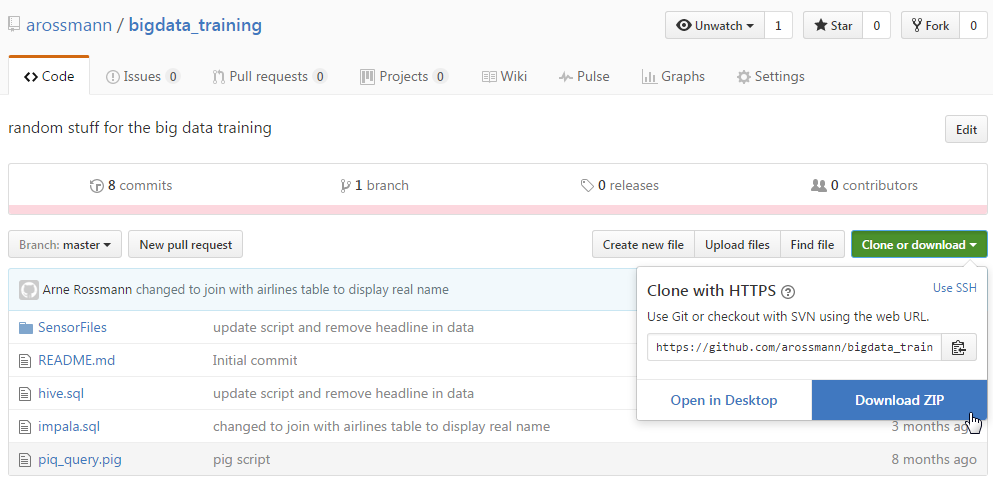 arossmann / bigdata_training
Unwatch 1 Star 0 Fork 0
Code Issues 0 Pull requests 0 Projects 0 Wiki Pulse Graphs Settings
random stuff for the big data training
Edit
8 commits 1 branch 0 releases 0 contributors
Branch: master New pull request Create new file Upload files Find file Clone or download
Arne Rossmann changed to join with airlines table to display real name
SensorFiles update script and remove headline in data
README.md Initial commit
hive.sql update script and remove headline in data
impala.sql changed to join with airlines table to display real name 3 months ago
piq_query.pig pig script 8 months ago
Clone with HTTPS ? Use SSH
Use Git or checkout with SVN using the web URL.
https://github.com/arossmann/bigdata_train
Open in Desktop Download ZIP